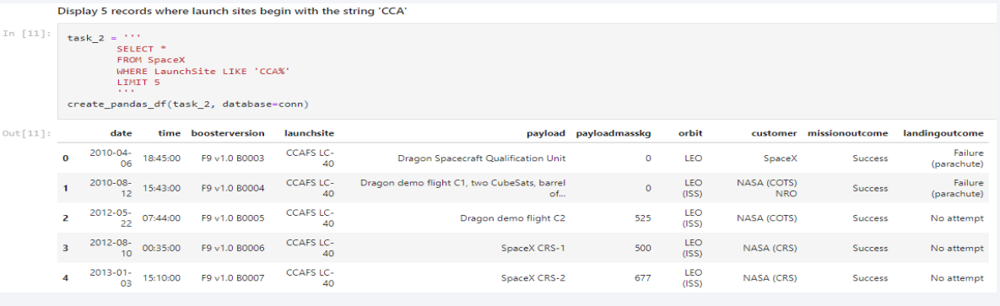 Display 5 records where launch sites begin with the string 'CCA'
In [11]: task_2 = '''
SELECT *
FROM SpaceX
WHERE LaunchSite LIKE 'CCA%'
LIMIT 5
'''
create_pandas_df(task_2, database=conn)
Out[11]: date time boosterversion launchsite payload payloadmasskg orbit customer missionoutcome landingoutcome
0 2010-04-06 18:45:00 F9 v1.0 B0003 CCAFS LC-40 Dragon Spacecraft Qualification Unit 0 LEO SpaceX Success Failure (parachute)
1 2010-08-12 15:43:00 F9 v1.0 B0004 CCAFS LC-40 Dragon demo flight C1, two CubeSats, barrel of... 0 LEO (ISS) NASA (COTS) NRO Success Failure (parachute)
2 2012-05-22 07:44:00 F9 v1.0 B0005 CCAFS LC-40 Dragon demo flight C2 525 LEO (ISS) NASA (COTS) Success No attempt
3 2012-08-10 00:35:00 F9 v1.0 B0006 CCAFS LC-40 SpaceX CRS-1 500 LEO (ISS) NASA (CRS) Success No attempt
4 2013-01-03 15:10:00 F9 v1.0 B0007 CCAFS LC-40 SpaceX CRS-2 677 LEO (ISS) NASA (CRS) Success No attempt